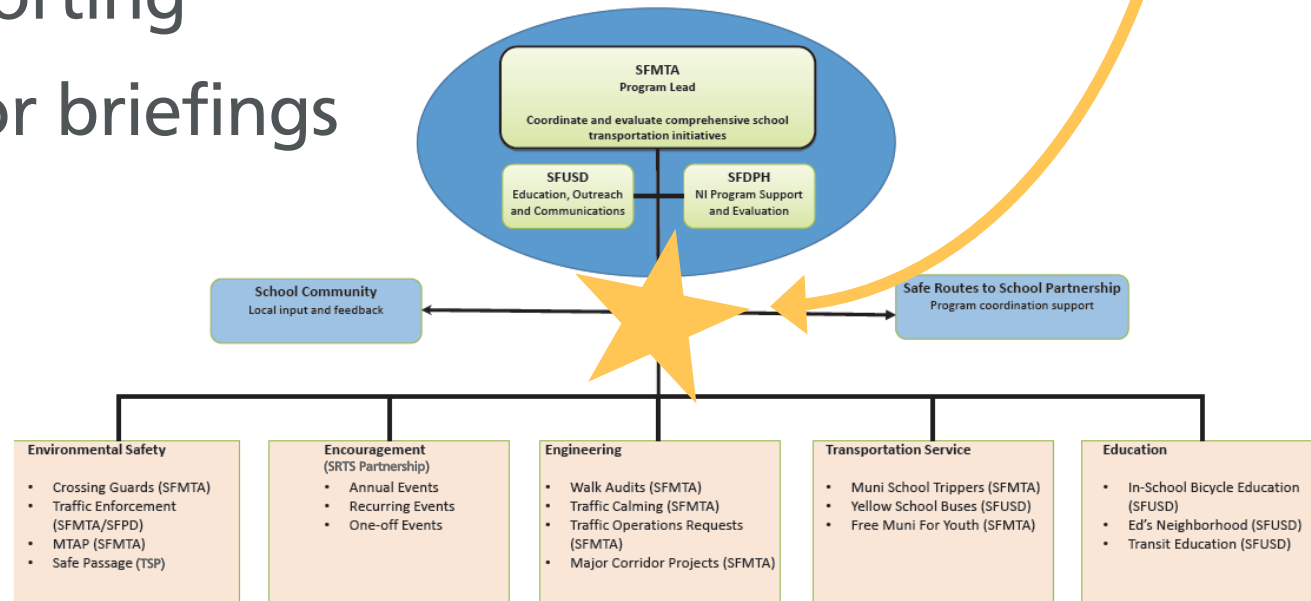 or briefings
SFMTA
Program Lead
Coordinate and evaluate comprehensive school
transportation initiatives
SFUSD
Education, Outreach
and Communications
SFDPH
NI Program Support
and Evaluation
School Community
Local input and feedback
Safe Routes to School Partnership
Program coordination support
Environmental Safety
• Crossing Guards (SFMTA)
• Traffic Enforcement
(SFMTA/SFPD)
• MTAP (SFMTA)
• Safe Passage (TSP)
Encouragement
(SRTS Partnership)
• Annual Events
• Recurring Events
• One-off Events
Engineering
• Walk Audits (SFMTA)
• Traffic Calming (SFMTA)
• Traffic Operations Requests
(SFMTA)
• Major Corridor Projects (SFMTA)
Transportation Service
• Muni School Trippers (SFMTA)
• Yellow School Buses (SFUSD)
• Free Muni For Youth (SFMTA)
Education
• In-School Bicycle Education
(SFUSD)
• Ed's Neighborhood (SFUSD)
• Transit Education (SFUSD)